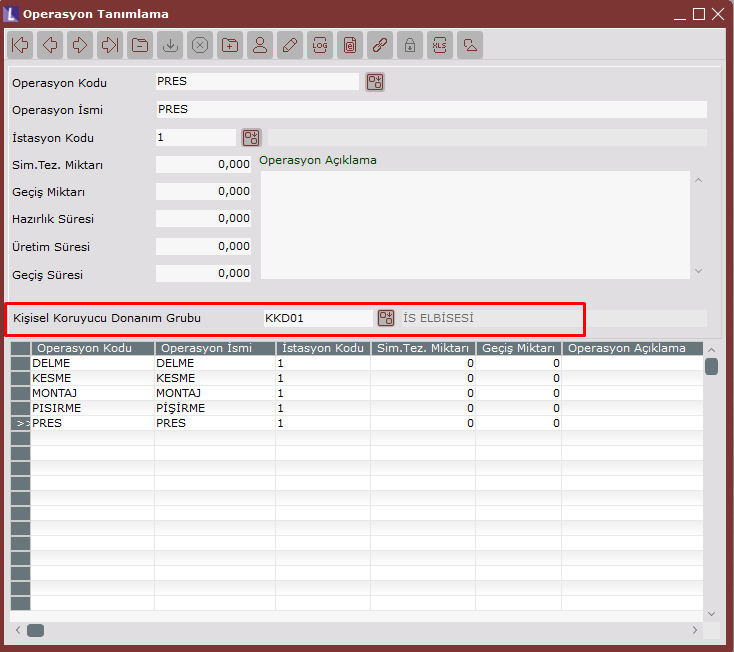 L Operasyon Tanımlama
LOG XLS
Operasyon Kodu PRES
Operasyon İsmi PRES
İstasyon Kodu 1
Sim.Tez. Miktarı 0,000 Operasyon Açıklama
Geçiş Miktarı 0,000
Hazırlık Süresi 0,000
Üretim Süresi 0,000
Geçiş Süresi 0,000
Kişisel Koruyucu Donanım Grubu KKD01 İS ELBİSESİ
Operasyon Kodu Operasyon İsmi İstasyon Kodu Sim.Tez. Miktarı Geçiş Miktarı Operasyon Açıklama
DELME DELME 1 0 0
KESME KESME 1 0 0
MONTAJ MONTAJ 1 0 0
PISIRME PİŞİRME 1 0 0
>> PRES PRES 1 0 0